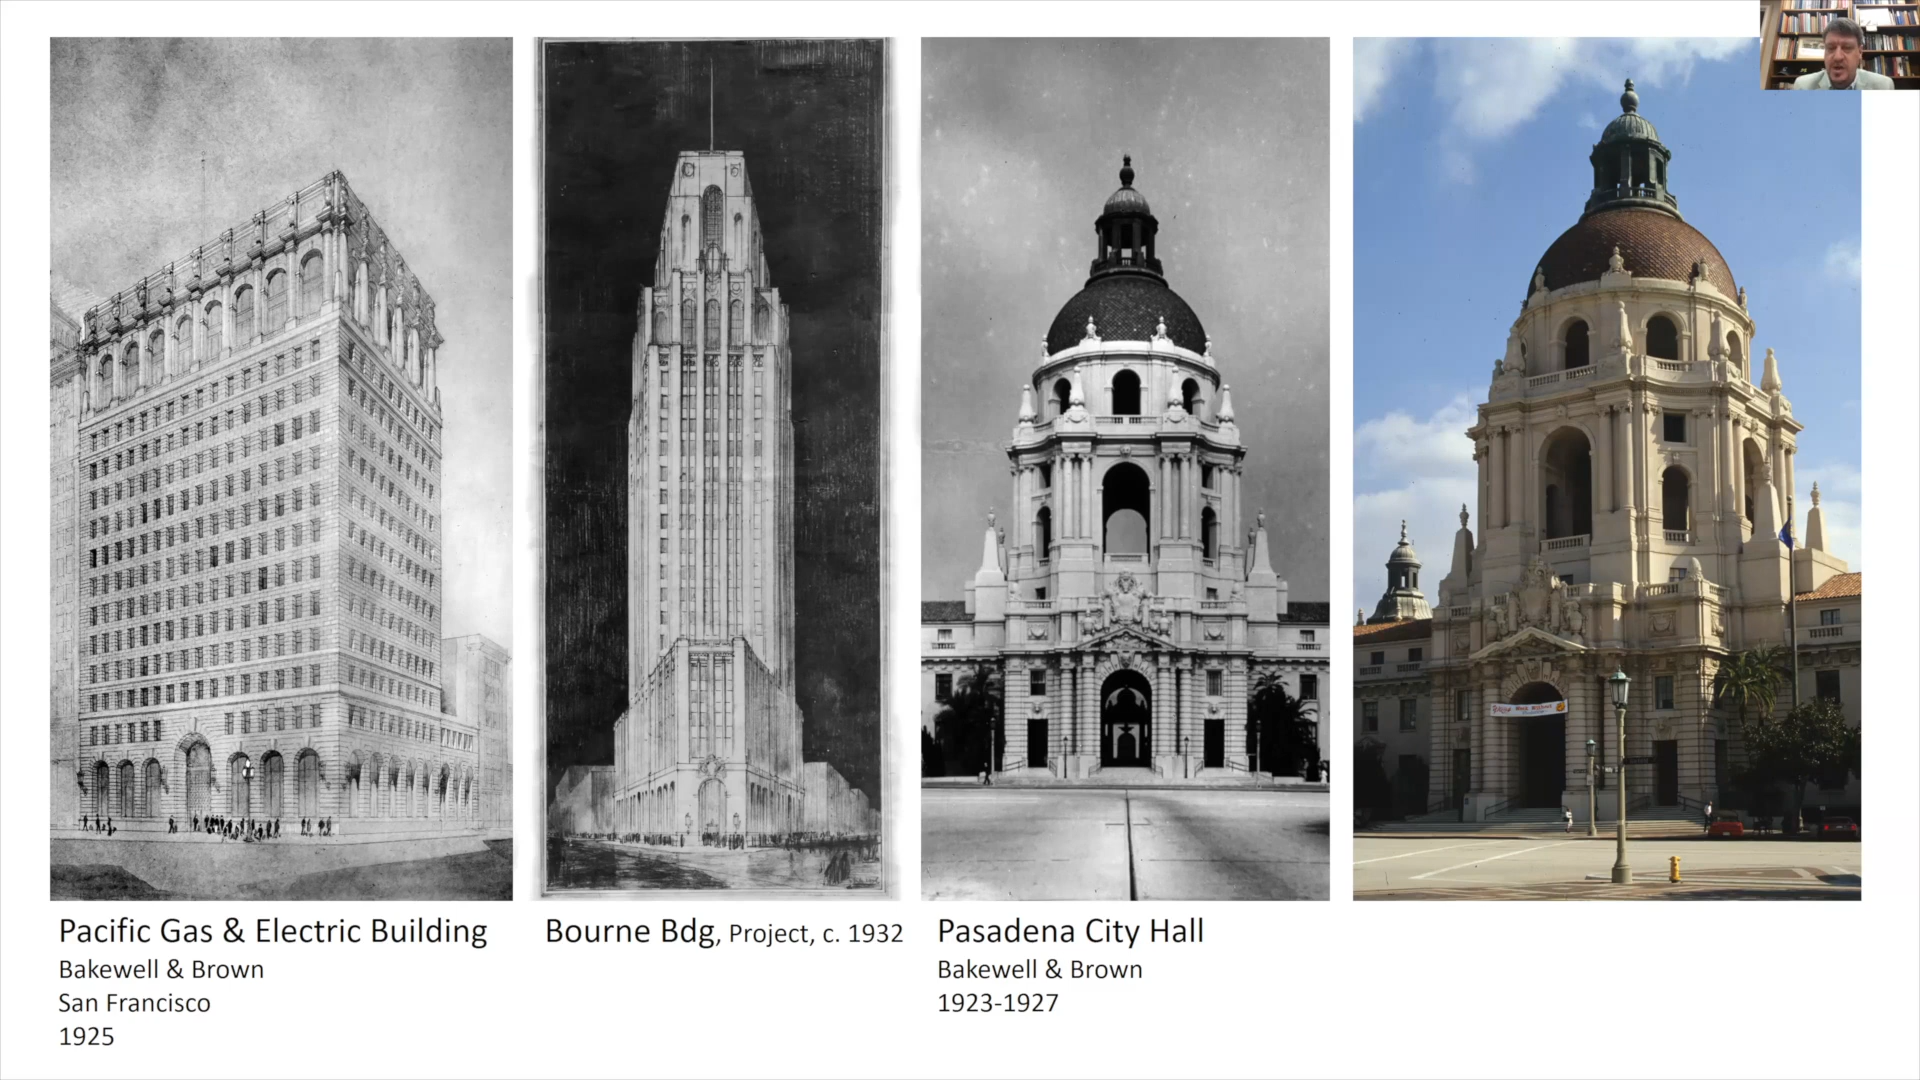 Pacific Gas & Electric Building
Bakewell & Brown
San Francisco
1925
Bourne Bdg, Project, c. 1932
Pasadena City Hall
Bakewell & Brown
1923-1927